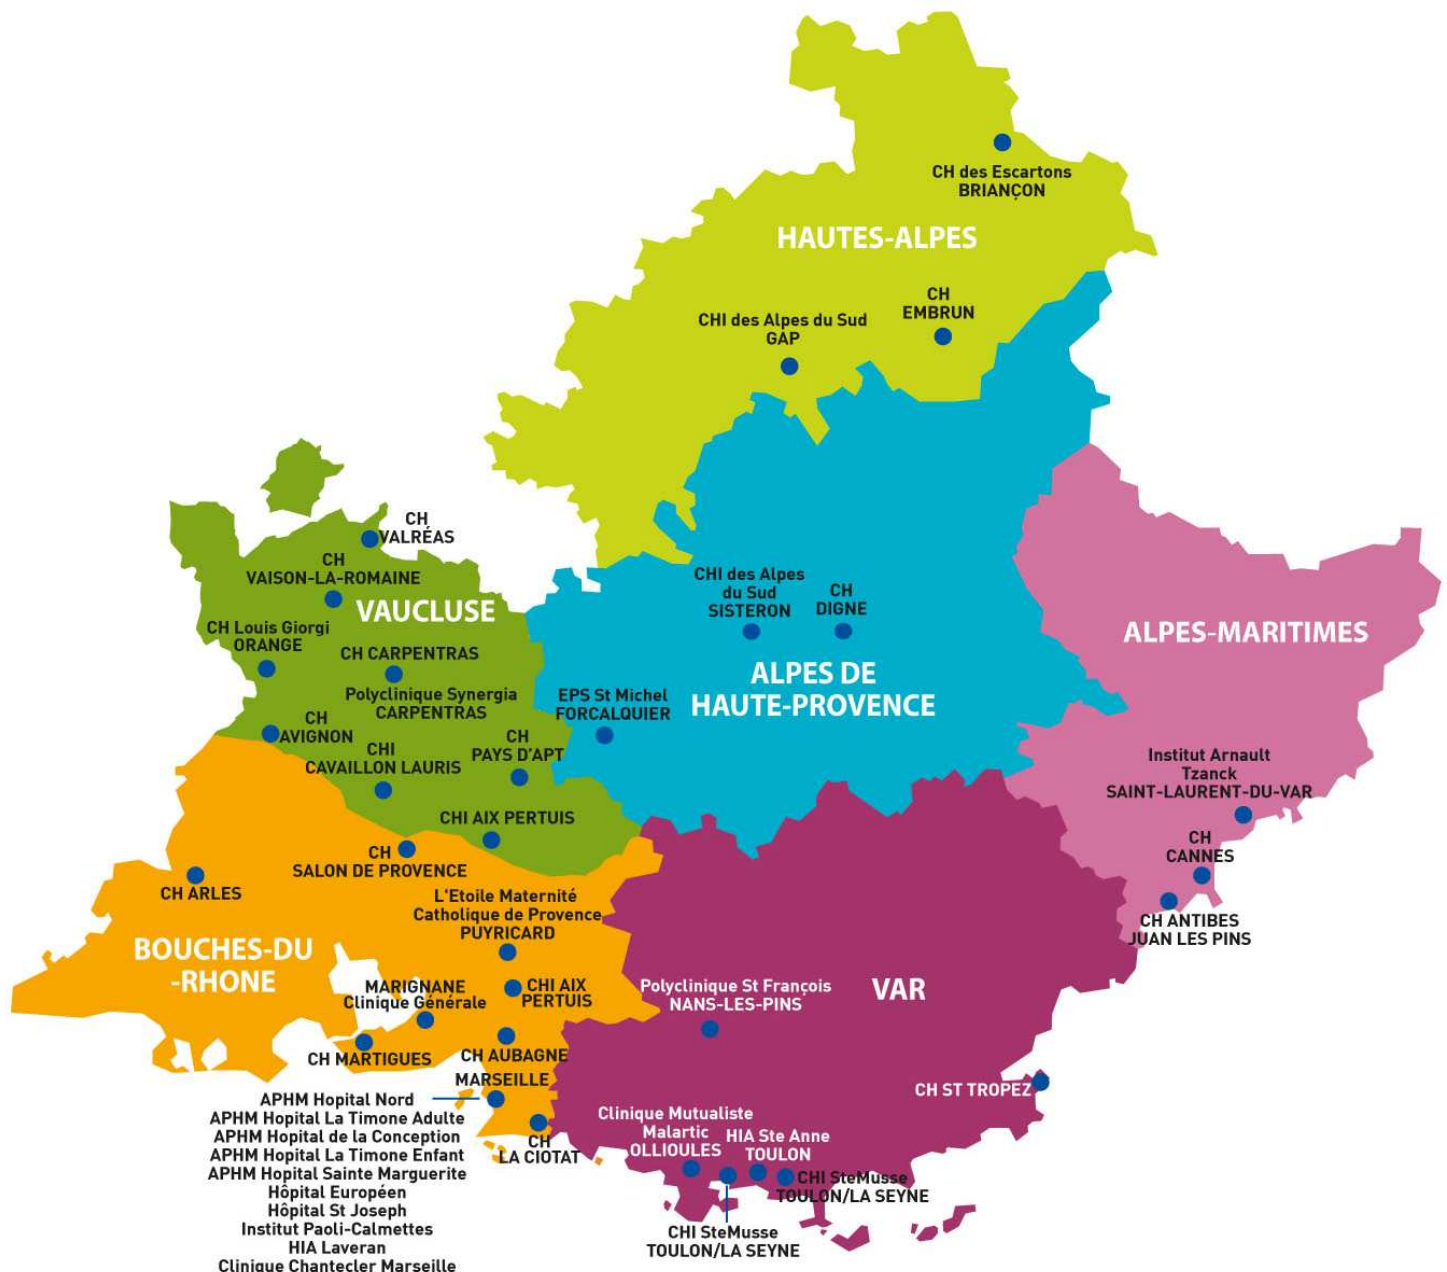 CH des Escartons
BRIANÇON
HAUTES-ALPES
CH
EMBRUN
CHI des Alpes du Sud
GAP
CH
VALRÉAS
CH
VAISON-LA-ROMAINE
VAUCLUSE
CH Louis Giorgi
ORANGE
CH CARPENTRAS
Polyclinique Synergia
CARPENTRAS
CH
AVIGNON
CHI
CAVAILLON LAURIS
CH
PAYS D'APT
CHI AIX PERTUIS
CHI des Alpes
du Sud
SISTERON
CH
DIGNE
ALPES DE
HAUTE-PROVENCE
EPS St Michel
FORCALQUIER
ALPES-MARITIMES
Institut Arnault
Tzanck
SAINT-LAURENT-DU-VAR
CH
CANNES
CH ANTIBES
JUAN LES PINS
CH
SALON DE PROVENCE
CH ARLES
L'Etoile Maternité
Catholique de Provence
PUYRICARD
BOUCHES-DU
-RHONE
MARIGNANE
Clinique Générale
CHI AIX
PERTUIS
CH MARTIGUES
CH AUBAGNE
MARSEILLE
APHM Hopital Nord
APHM Hopital La Timone Adulte
APHM Hopital de la Conception
APHM Hopital La Timone Enfant
APHM Hopital Sainte Marguerite
Hôpital Européen
Hôpital St Joseph
Institut Paoli-Calmettes
HIA Laveran
Clinique Chantecler Marseille
CH
LA CIOTAT
Polyclinique St François
NANS-LES-PINS
VAR
CH ST TROPEZ
Clinique Mutualiste
Malartic
OLLIOULES
HIA Ste Anne
TOULON
CHI SteMusse
TOULON/LA SEYNE
CHI SteMusse
TOULON/LA SEYNE